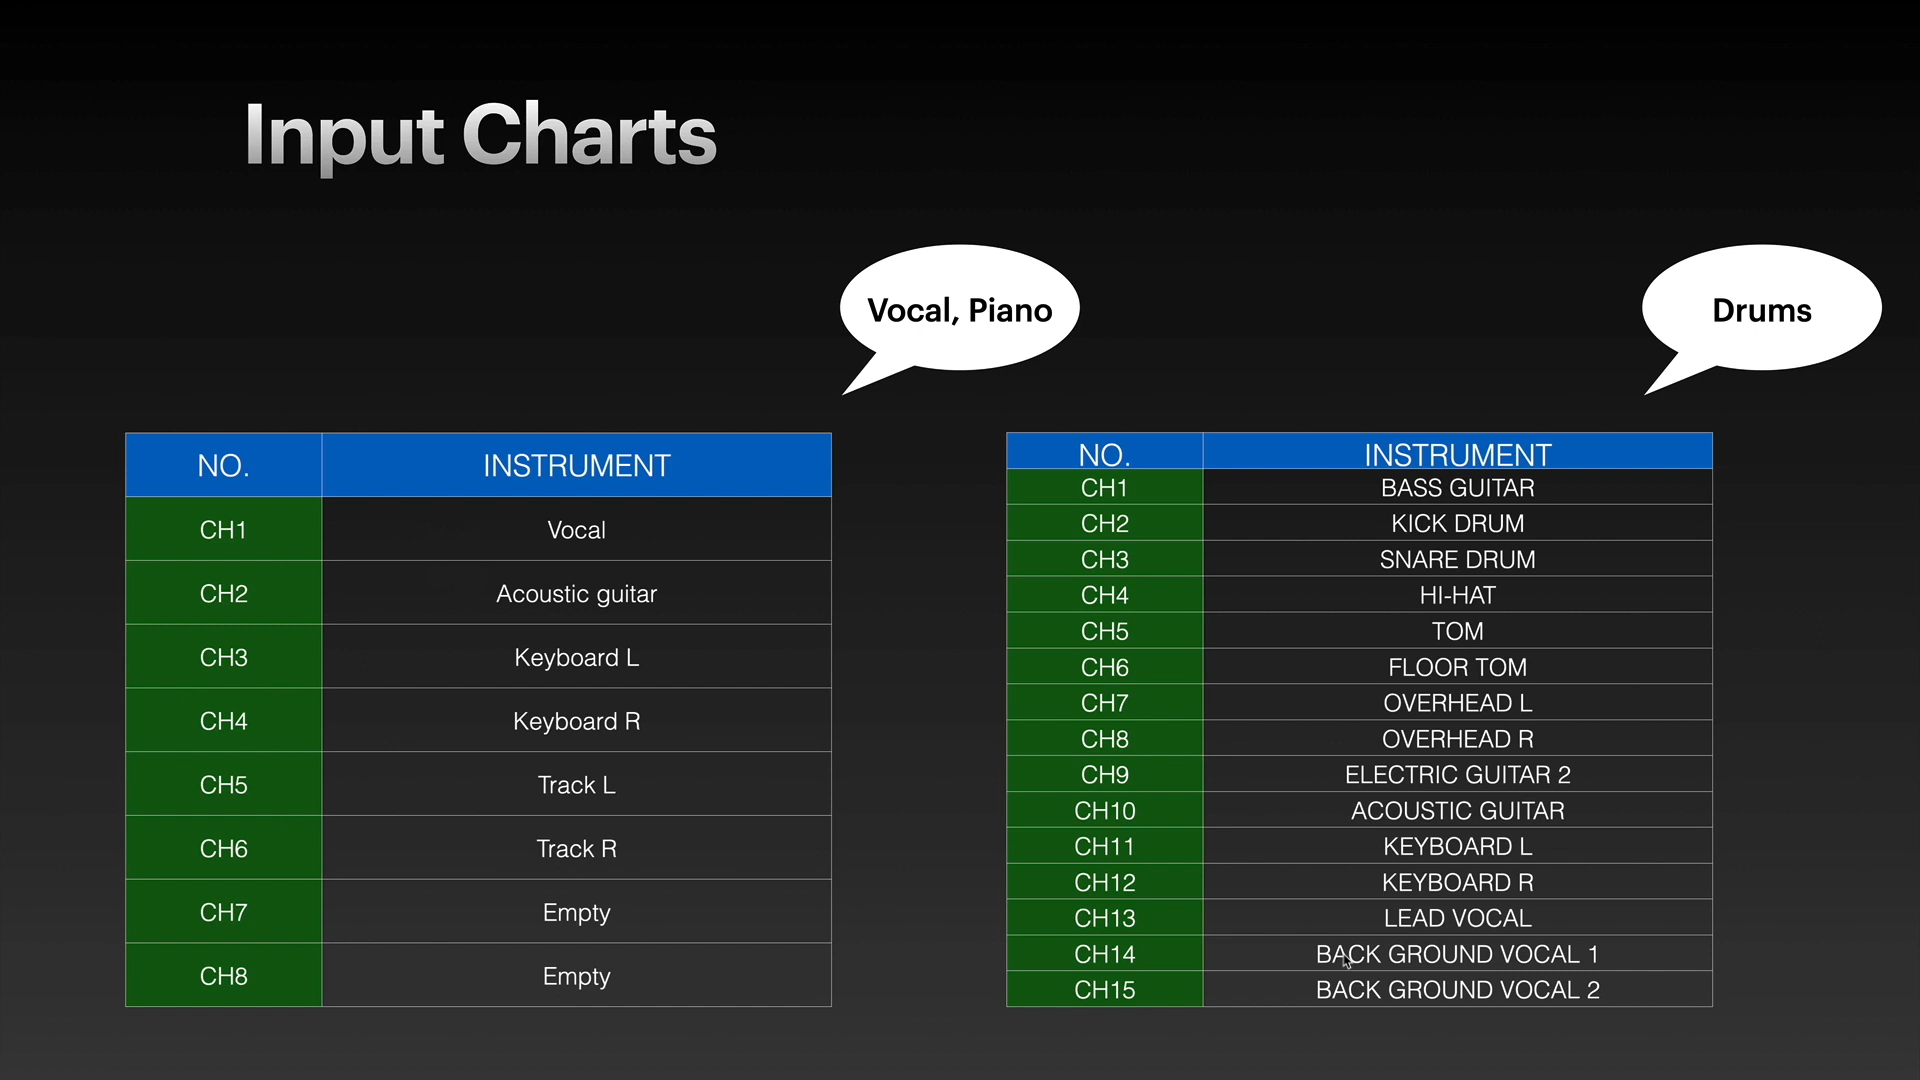 Input Charts
Vocal, Piano
Drums
NO. INSTRUMENT
CH1 Vocal
CH2 Acoustic guitar
CH3 Keyboard L
CH4 Keyboard R
CH5 Track L
CH6 Track R
CH7 Empty
CH8 Empty
NO. INSTRUMENT
CH1 BASS GUITAR
CH2 KICK DRUM
CH3 SNARE DRUM
CH4 HI-HAT
CH5 TOM
CH6 FLOOR TOM
CH7 OVERHEAD L
CH8 OVERHEAD R
CH9 ELECTRIC GUITAR 2
CH10 ACOUSTIC GUITAR
CH11 KEYBOARD L
CH12 KEYBOARD R
CH13 LEAD VOCAL
CH14 BACK GROUND VOCAL 1
CH15 BACK GROUND VOCAL 2